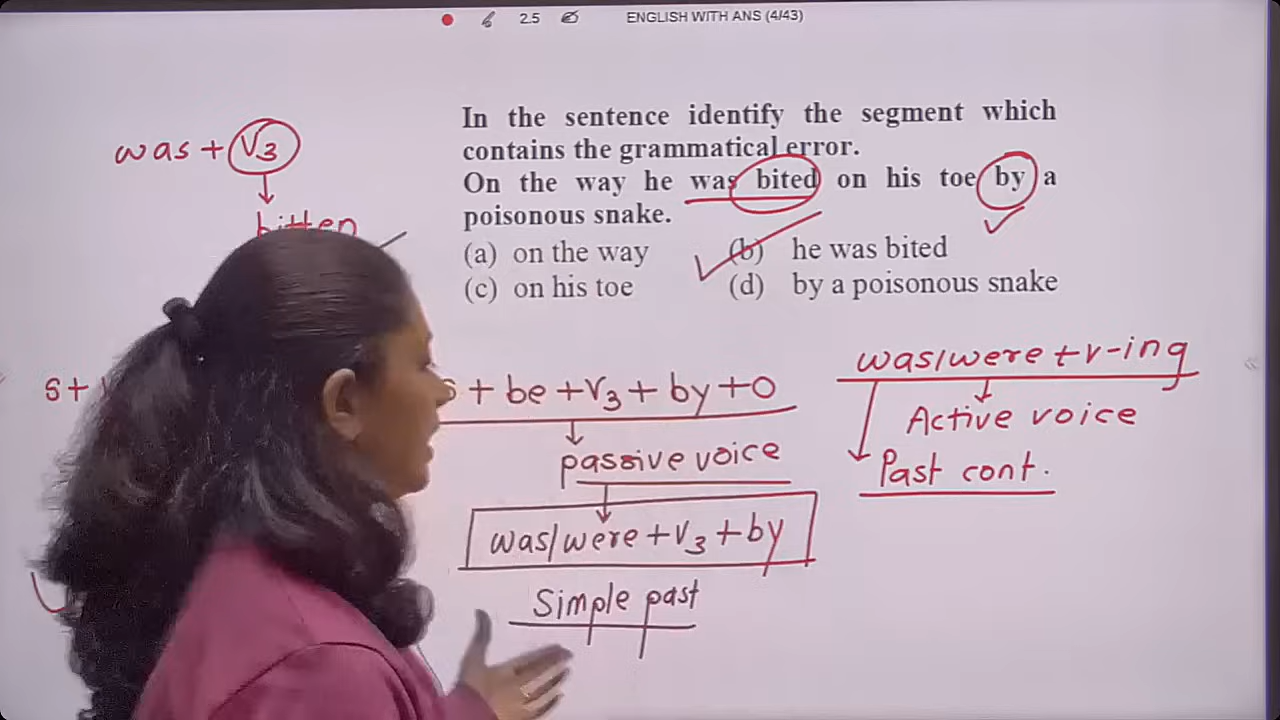 2.5 ENGLISH WITH ANS (4/43)
In the sentence identify the segment which
contains the grammatical error.
On the way he was bited on his toe by a
poisonous snake.
(a) on the way (b) he was bited
(c) on his toe (d) by a poisonous snake
was + V3
bitten
s+
+ be + V3 + by + o
passive voice
was/were + V3 + by
Simple past
was/were + v-ing
Active voice
Past cont.